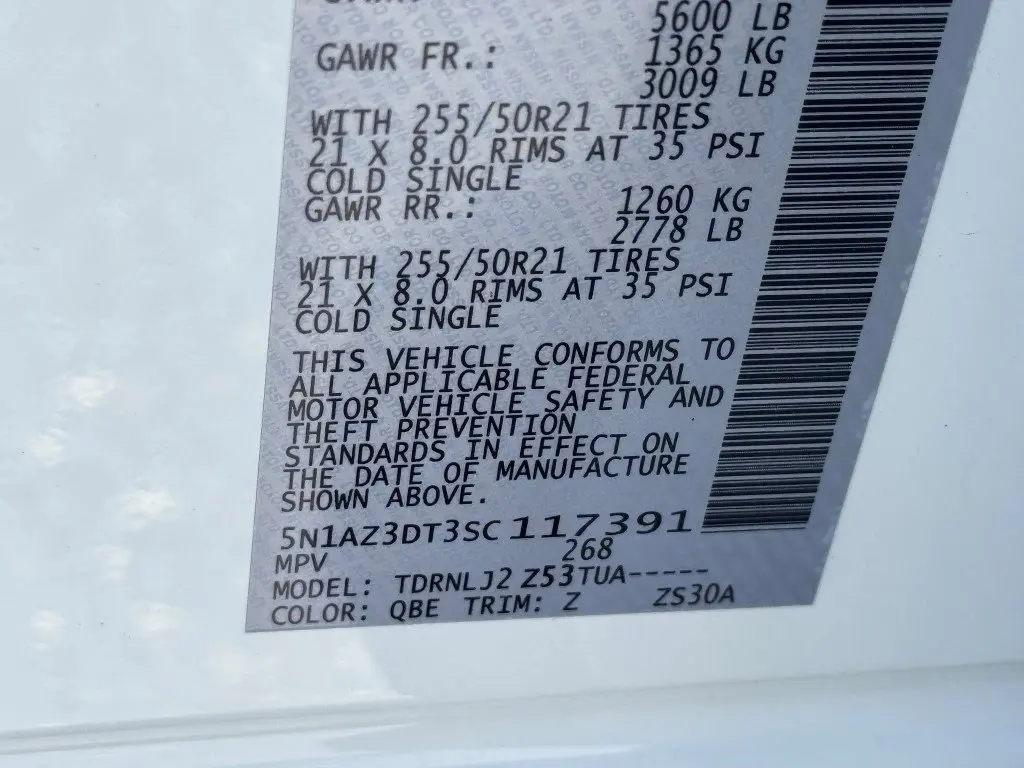 5600 LB
GAWR FR.: 1365 KG
3009 LB
WITH 255/50R21 TIRES
21 X 8.0 RIMS AT 35 PSI
COLD SINGLE
GAWR RR.: 1260 KG
2778 LB
WITH 255/50R21 TIRES
21 X 8.0 RIMS AT 35 PSI
COLD SINGLE
THIS VEHICLE CONFORMS TO
ALL APPLICABLE FEDERAL
MOTOR VEHICLE SAFETY AND
THEFT PREVENTION
STANDARDS IN EFFECT ON
THE DATE OF MANUFACTURE
SHOWN ABOVE.
5N1AZ3DT3SC117391
MPV 268
MODEL: TDRNLJ2 Z53TUA-----
COLOR: QBE TRIM: Z ZS30A